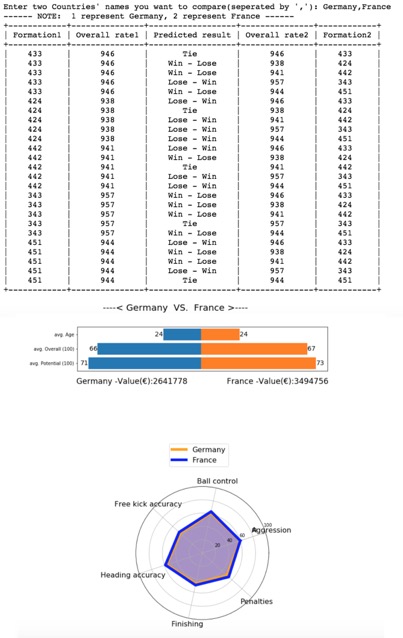 Enter two Countries' names you want to compare(seperated by ','): Germany,France
------ NOTE:  1 represent Germany, 2 represent France ------
| Formation1 | Overall rate1 | Predicted result | Overall rate2 | Formation2 |
| 433 | 946 | Tie | 946 | 433 |
| 433 | 946 | Win - Lose | 938 | 424 |
| 433 | 946 | Win - Lose | 941 | 442 |
| 433 | 946 | Lose - Win | 957 | 343 |
| 433 | 946 | Win - Lose | 944 | 451 |
| 424 | 938 | Lose - Win | 946 | 433 |
| 424 | 938 | Tie | 938 | 424 |
| 424 | 938 | Lose - Win | 941 | 442 |
| 424 | 938 | Lose - Win | 957 | 343 |
| 424 | 938 | Lose - Win | 944 | 451 |
| 442 | 941 | Lose - Win | 946 | 433 |
| 442 | 941 | Win - Lose | 938 | 424 |
| 442 | 941 | Tie | 941 | 442 |
| 442 | 941 | Lose - Win | 957 | 343 |
| 442 | 941 | Lose - Win | 944 | 451 |
| 343 | 957 | Win - Lose | 946 | 433 |
| 343 | 957 | Win - Lose | 938 | 424 |
| 343 | 957 | Win - Lose | 941 | 442 |
| 343 | 957 | Tie | 957 | 343 |
| 343 | 957 | Win - Lose | 944 | 451 |
| 451 | 944 | Lose - Win | 946 | 433 |
| 451 | 944 | Win - Lose | 938 | 424 |
| 451 | 944 | Win - Lose | 941 | 442 |
| 451 | 944 | Lose - Win | 957 | 343 |
| 451 | 944 | Tie | 944 | 451 |
----< Germany  VS.  France >----
avg. Age 24 24
avg. Overall (100) 66 67
avg. Potential (100) 71 73
Germany -Value(€):2641778 France -Value(€):3494756
Germany
France
Ball control
Free kick accuracy
Aggression
20 40 60 100
Heading accuracy
Penalties
Finishing